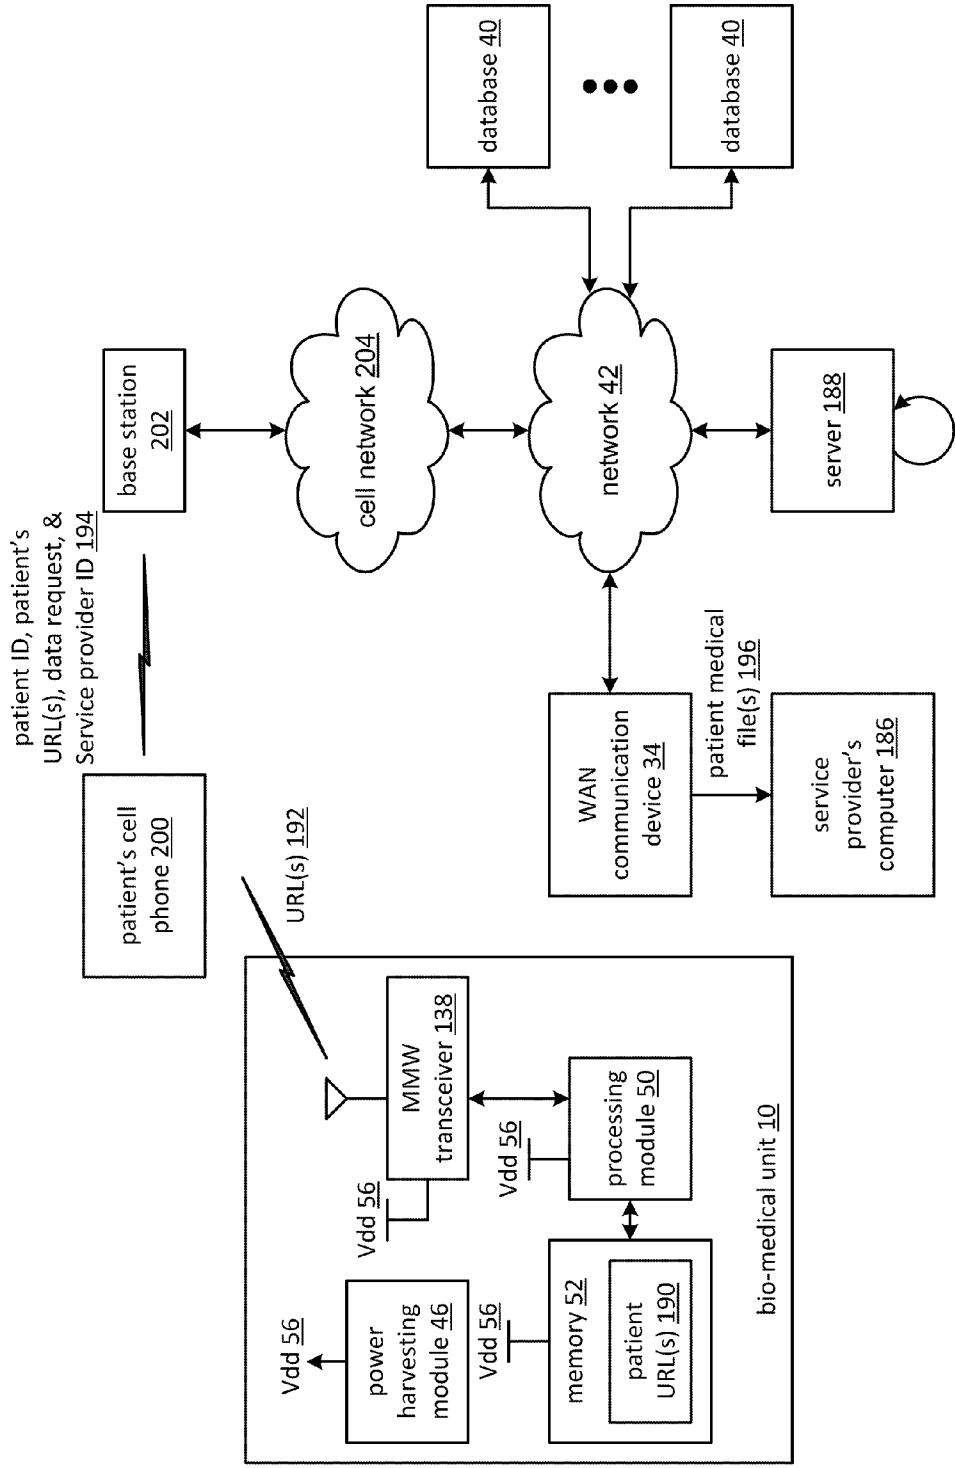 patient ID, patient's
URL(s), data request, &
Service provider ID 194
patient's cell
phone 200
base station
202
URL(s) 192
cell network 204
Vdd 56
power
harvesting
module 46
Vdd 56
MMW
transceiver 138
Vdd 56
memory 52
patient
URL(s) 190
Vdd 56
processing
module 50
bio-medical unit 10
WAN
communication
device 34
patient medical
file(s) 196
service
provider's
computer 186
network 42
server 188
database 40
database 40